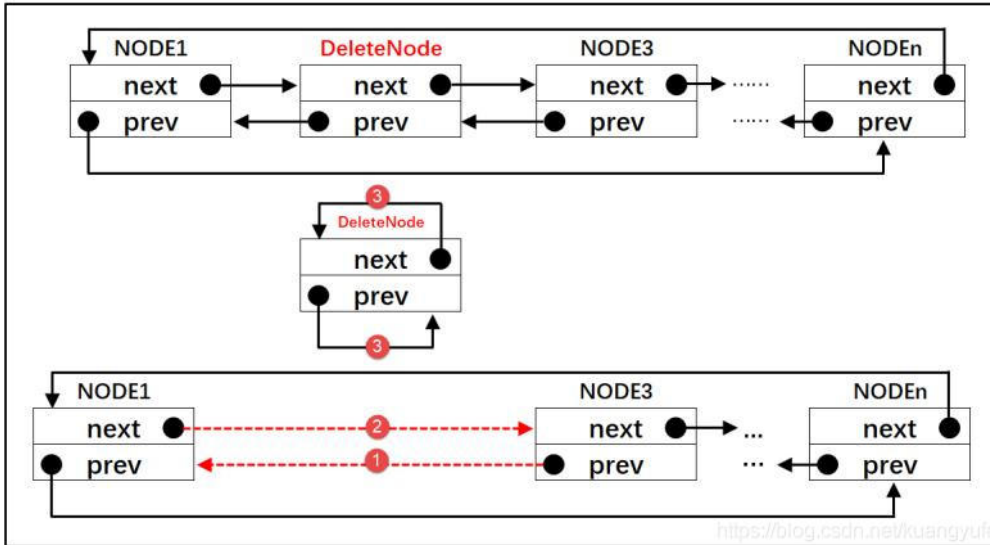 NODE1 DeleteNode NODE3 NODEn
next next next ...... next
prev prev prev ...... prev
3
DeleteNode
next
prev
3
NODE1 NODE3 NODEn
next 2 next ... next
prev 1 prev ... prev
https://blog.csdn.net/kuangyufe